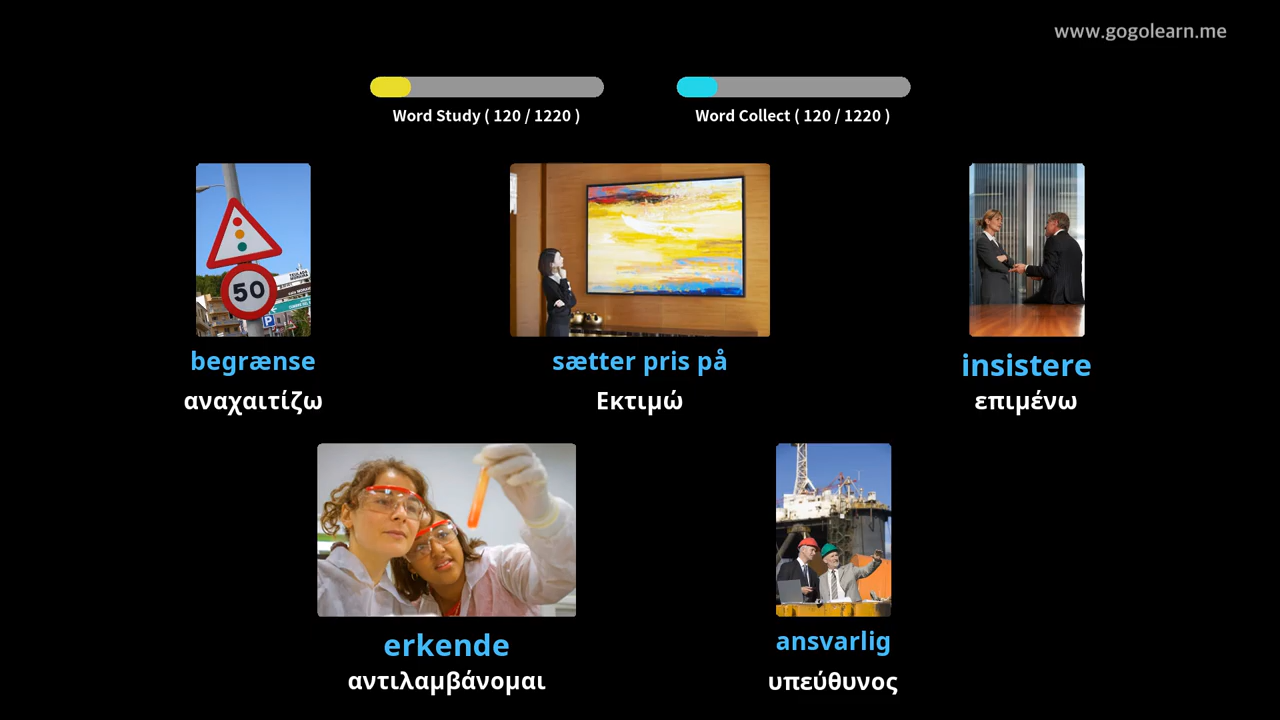 www.gogolearn.me
Word Study ( 120 / 1220 )
Word Collect ( 120 / 1220 )
50
P
begrænse
αναχαιτίζω
sætter pris på
Εκτιμώ
insistere
επιμένω
erkende
αντιλαμβάνομαι
ansvarlig
υπεύθυνος